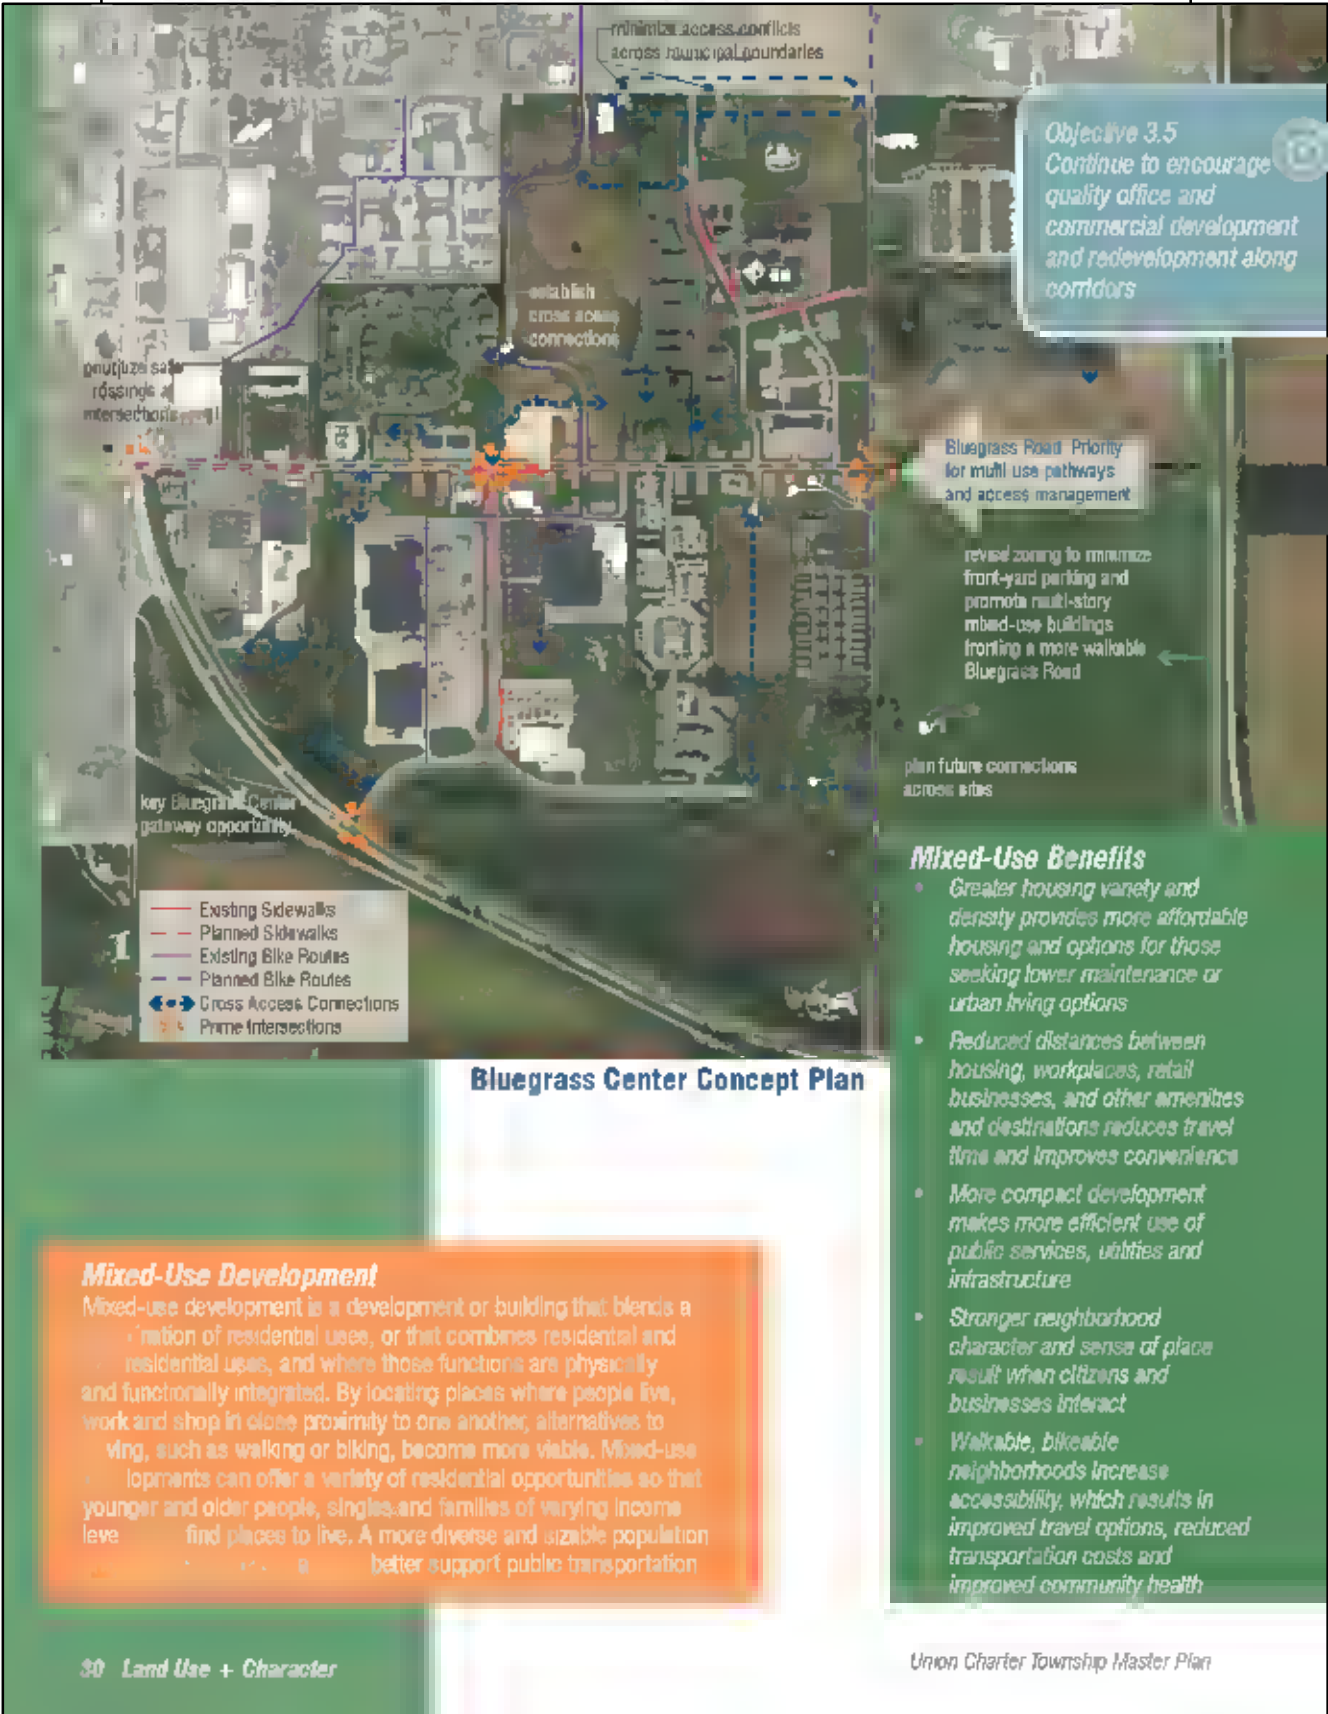 minimize access conflicts
across municipal boundaries
Objective 3.5
Continue to encourage
quality office and
commercial development
and redevelopment along
corridors
establish
cross access
connections
prioritize safe
crossings at
intersections
Bluegrass Road Priority
for multi use pathways
and access management
revise zoning to minimize
front-yard parking and
promote multi-story
mixed-use buildings
fronting a more walkable
Bluegrass Road
plan future connections
across sites
key Bluegrass Center
gateway opportunity
Existing Sidewalks
Planned Sidewalks
Existing Bike Routes
Planned Bike Routes
Cross Access Connections
Prime Intersections
Bluegrass Center Concept Plan
Mixed-Use Benefits
• Greater housing variety and
density provides more affordable
housing and options for those
seeking lower maintenance or
urban living options
• Reduced distances between
housing, workplaces, retail
businesses, and other amenities
and destinations reduces travel
time and improves convenience
• More compact development
makes more efficient use of
public services, utilities and
infrastructure
• Stronger neighborhood
character and sense of place
result when citizens and
businesses interact
• Walkable, bikeable
neighborhoods increase
accessibility, which results in
improved travel options, reduced
transportation costs and
improved community health
Mixed-Use Development
Mixed-use development is a development or building that blends a
of residential uses, or that combines residential and
residential uses, and where those functions are physically
and functionally integrated. By locating places where people live,
work and shop in close proximity to one another, alternatives to
such as walking or biking, become more viable. Mixed-use
can offer a variety of residential opportunities so that
younger and older people, singles and families of varying income
find places to live. A more diverse and sizable population
better support public transportation
30 Land Use + Character
Union Charter Township Master Plan